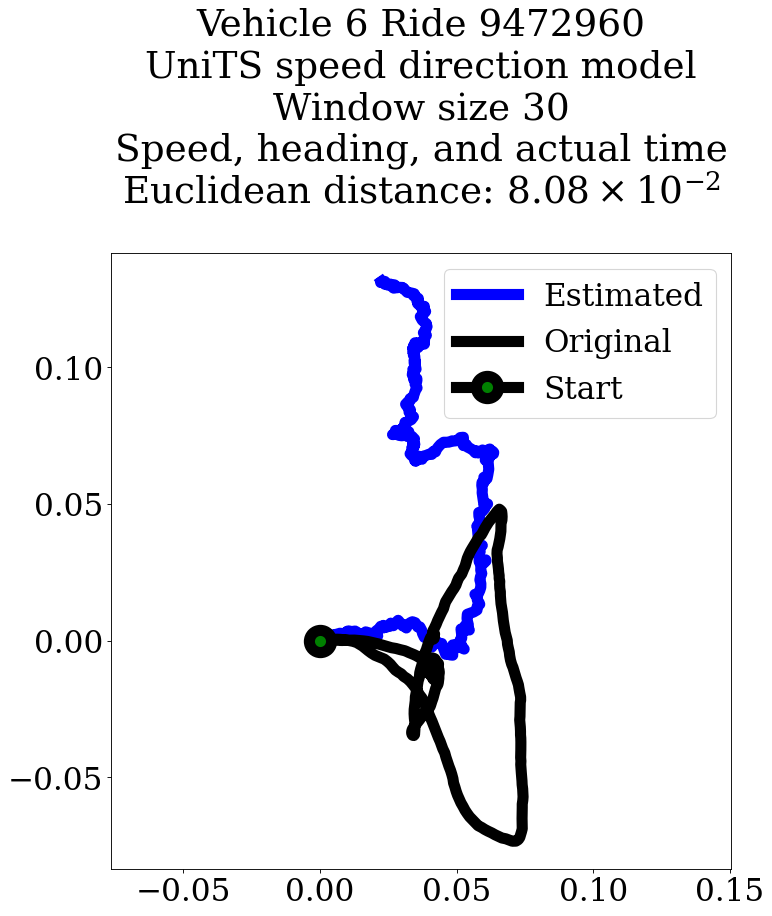 Vehicle 6 Ride 9472960
UniTS speed direction model
Window size 30
Speed, heading, and actual time
Euclidean distance: 8.08 × 10⁻²
Estimated
Original
Start
0.10
0.05
0.00
−0.05
−0.05 0.00 0.05 0.10 0.15